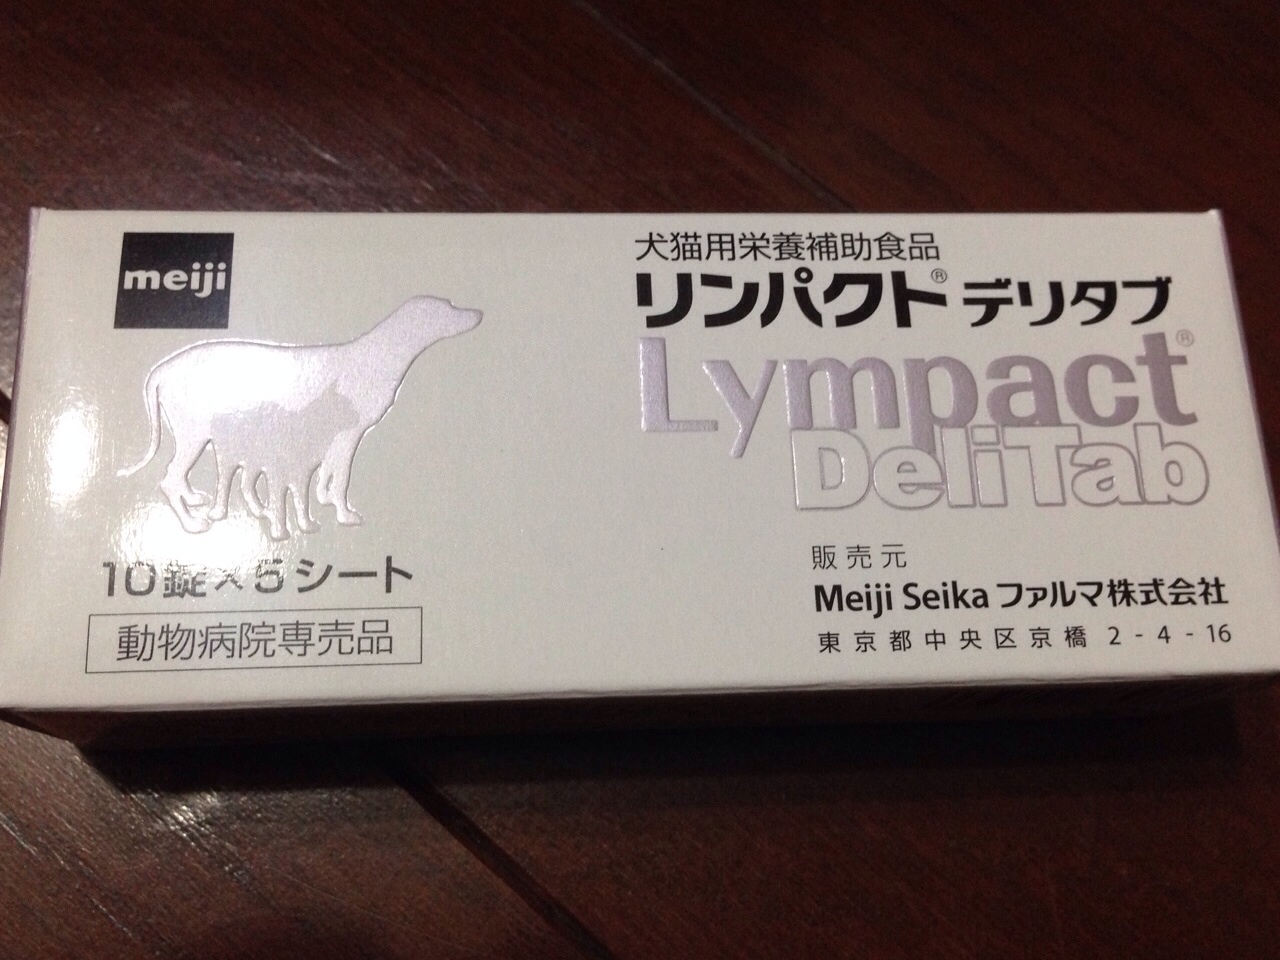 meiji
犬猫用栄養補助食品
リンパクト® デリタブ
Lympact®
DeliTab
10錠×5シート
動物病院専売品
販売元
Meiji Seika ファルマ株式会社
東京都中央区京橋 2-4-16